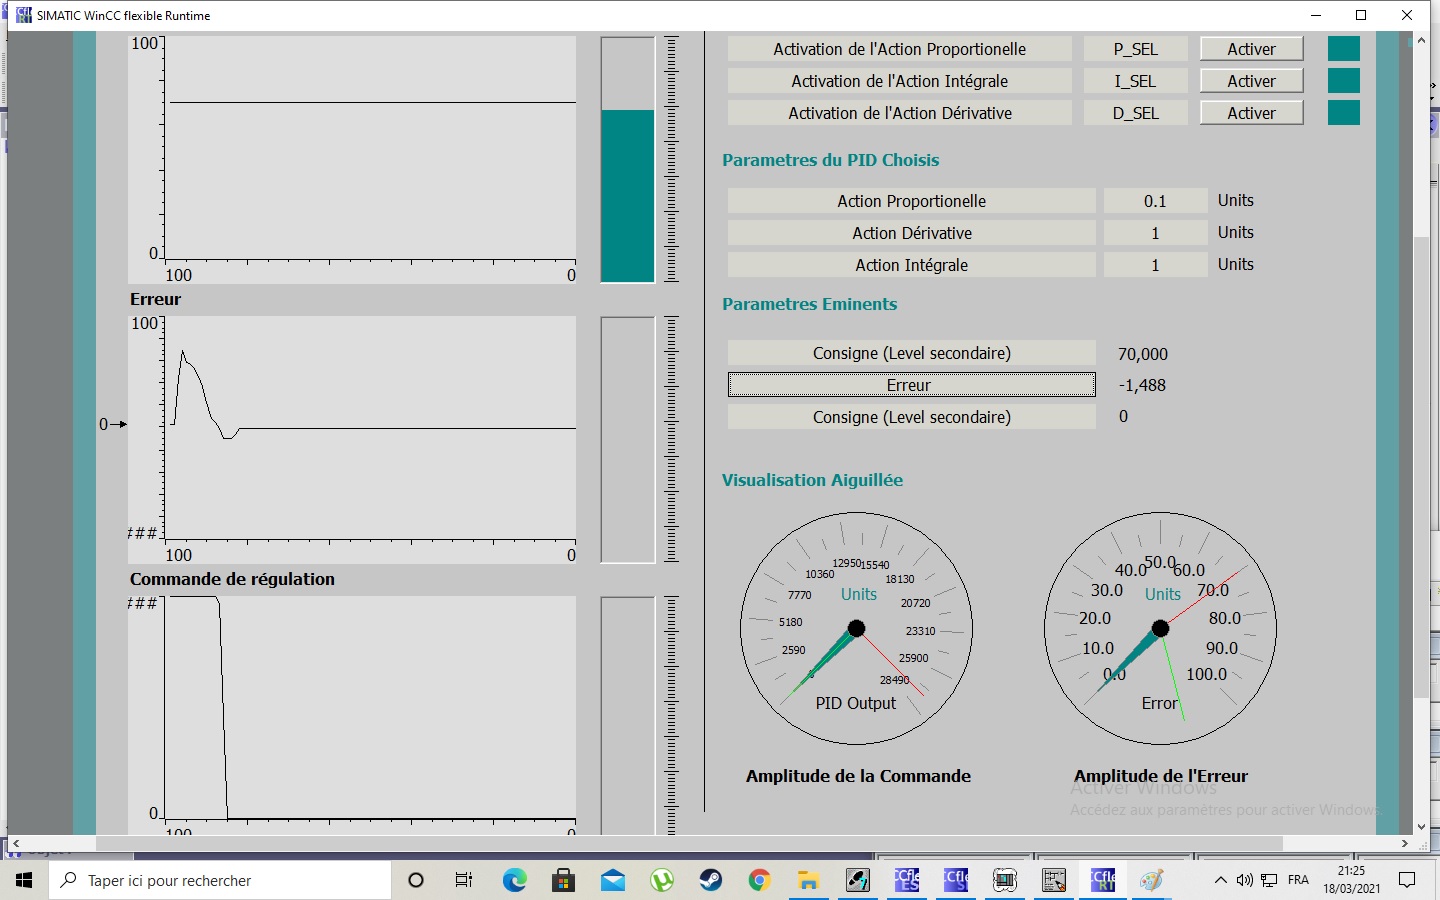 SIMATIC WinCC flexible Runtime
100
0
100 0
Erreur
100
0
###
100 0
Commande de régulation
###
0
100 0
Activation de l'Action Proportionelle P_SEL Activer
Activation de l'Action Intégrale I_SEL Activer
Activation de l'Action Dérivative D_SEL Activer
Parametres du PID Choisis
Action Proportionelle 0.1 Units
Action Dérivative 1 Units
Action Intégrale 1 Units
Parametres Eminents
Consigne (Level secondaire) 70,000
Erreur -1,488
Consigne (Level secondaire) 0
Visualisation Aiguillée
2590
5180
7770
10360
12950
15540
18130
20720
23310
25900
28490
Units
PID Output
Amplitude de la Commande
0.0
10.0
20.0
30.0
40.0
50.0
60.0
70.0
80.0
90.0
100.0
Units
Error
Amplitude de l'Erreur
Activer Windows
Accédez aux paramètres pour activer Windows.
Taper ici pour rechercher
FRA
21:25
18/03/2021